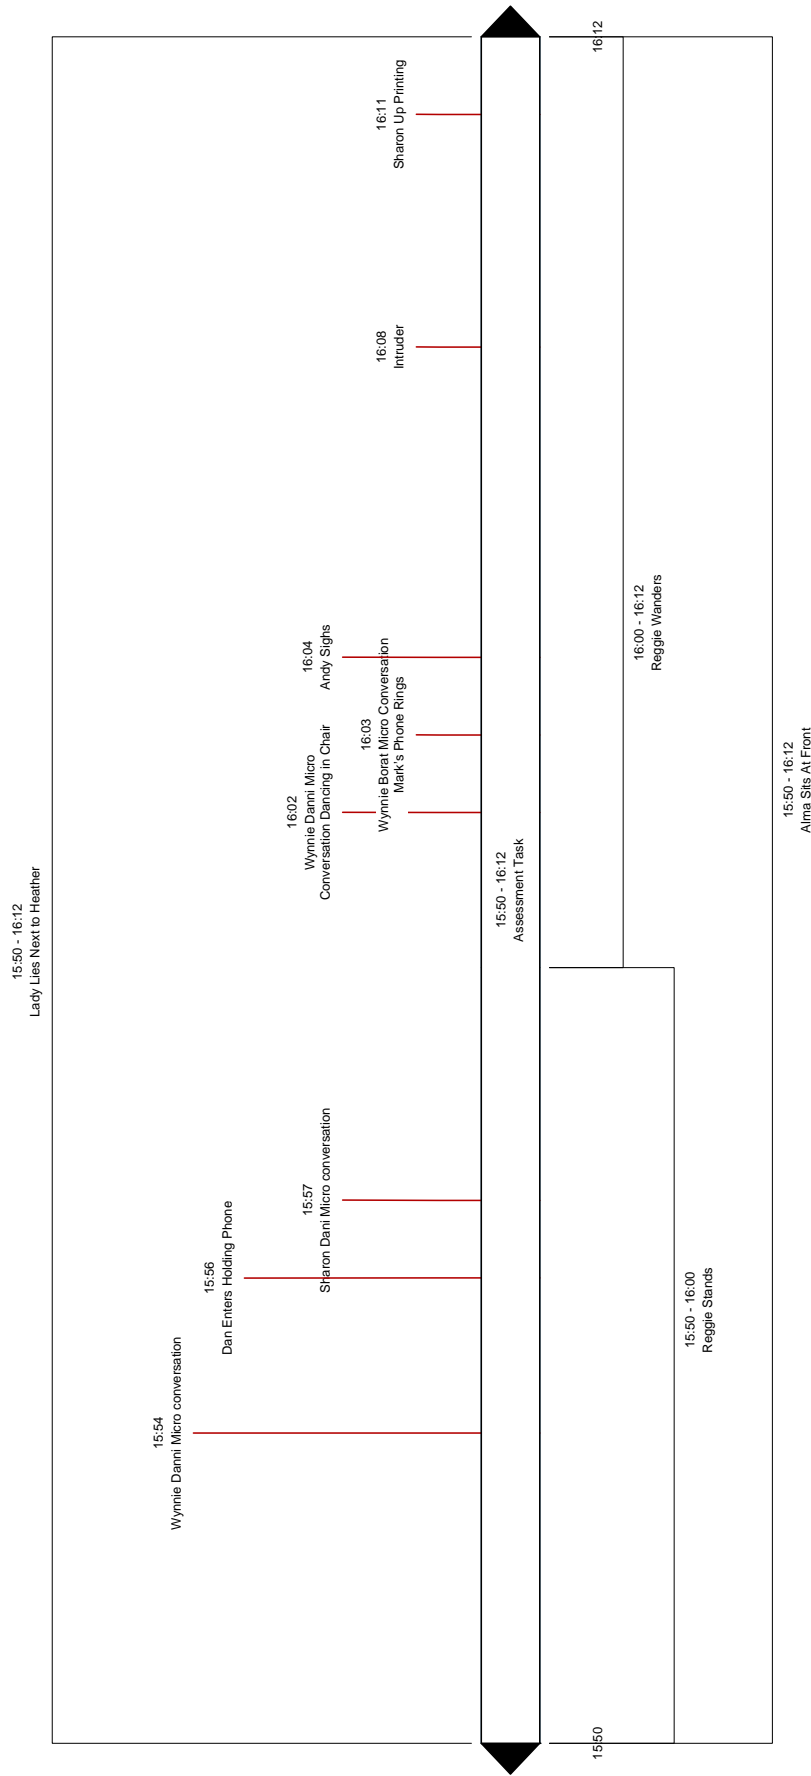 15:50 - 16:12
Lady Lies Next to Heather
15:54
Wynnie Danni Micro conversation
15:56
Dan Enters Holding Phone
15:57
Sharon Dani Micro conversation
16:02
Wynnie Danni Micro
Conversation Dancing in Chair
16:03
Wynnie Borat Micro Conversation
Mark's Phone Rings
16:04
Andy Sighs
16:08
Intruder
16:11
Sharon Up Printing
15:50 - 16:12
Assessment Task
15:50
16:12
15:50 - 16:00
Reggie Stands
16:00 - 16:12
Reggie Wanders
15:50 - 16:12
Alma Sits At Front